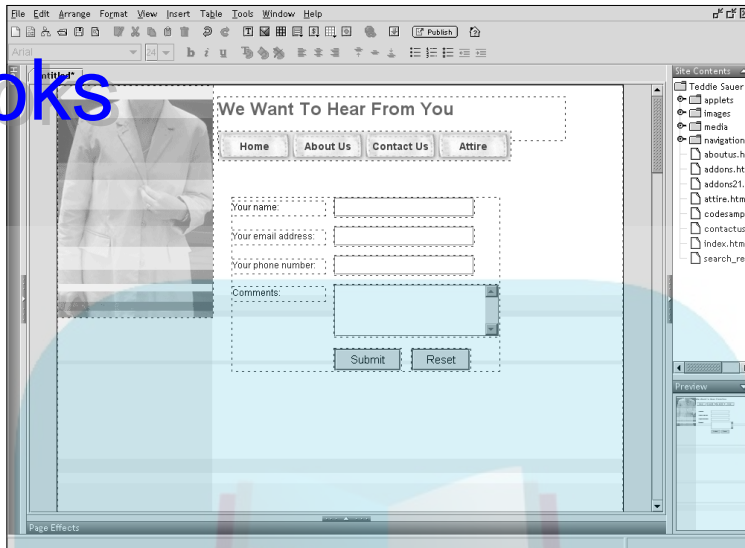 File Edit Arrange Format View Insert Table Tools Window Help
Publish
Arial 24 b i u
Untitled*
oks
We Want To Hear From You
Home About Us Contact Us Attire
Your name:
Your email address:
Your phone number:
Comments:
Submit Reset
Page Effects
Site Contents
Teddie Sauer
applets
images
media
navigation
aboutus.h
addons.ht
addons21.
attire.htm
codesamp
contactus
index.htm
search_re
Preview